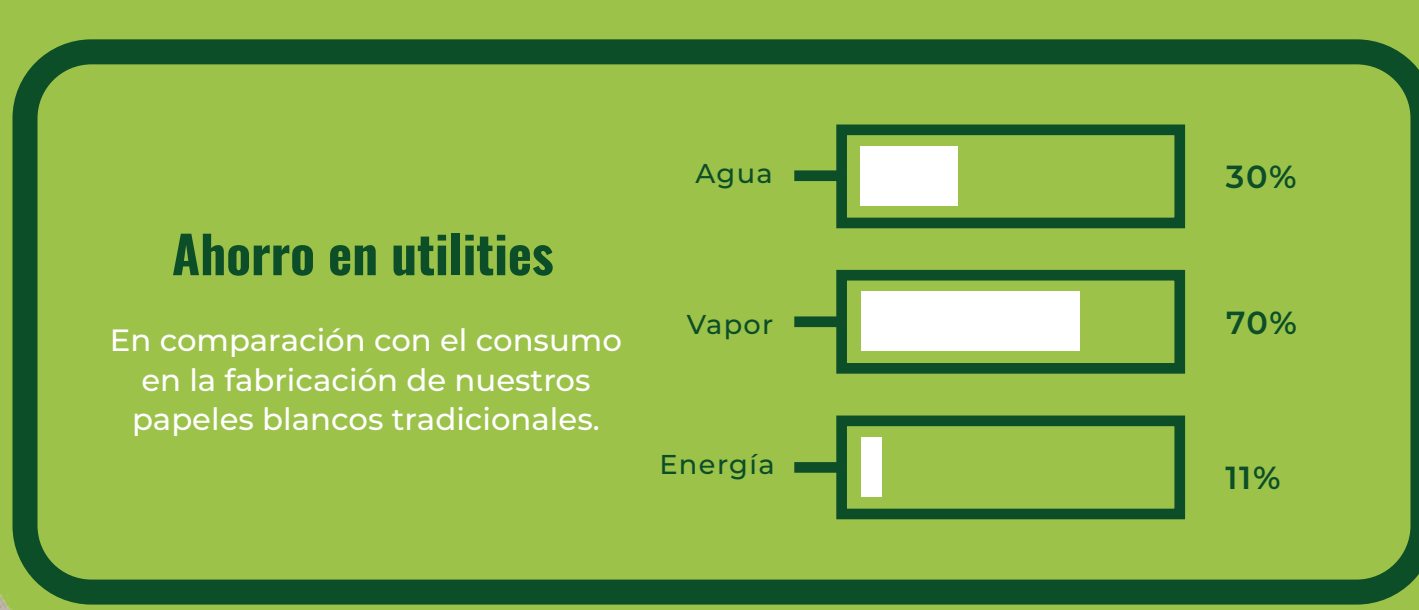 Ahorro en utilities
En comparación con el consumo
en la fabricación de nuestros
papeles blancos tradicionales.
Agua 30%
Vapor 70%
Energía 11%